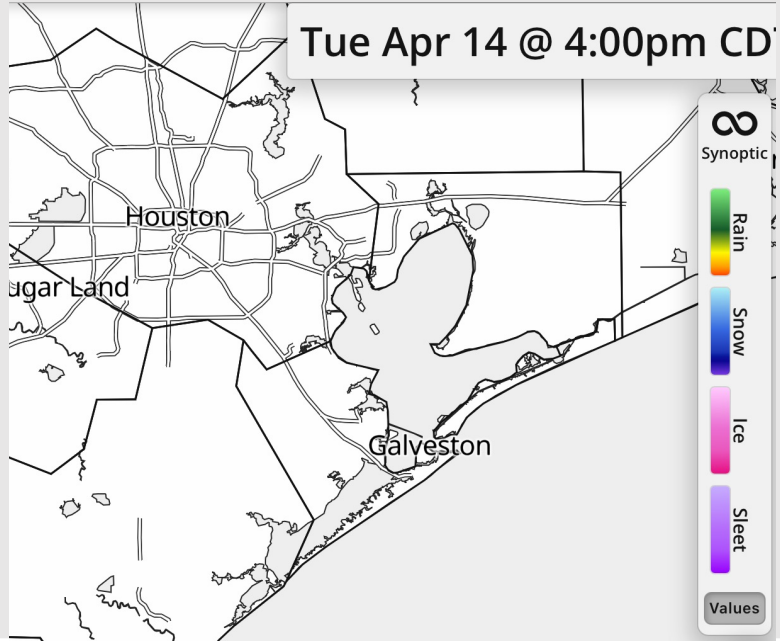 Tue Apr 14 @ 4:00pm CD
Synoptic
Rain
Houston
ugar Land
Snow
Ice
Galveston
Sleet
Values